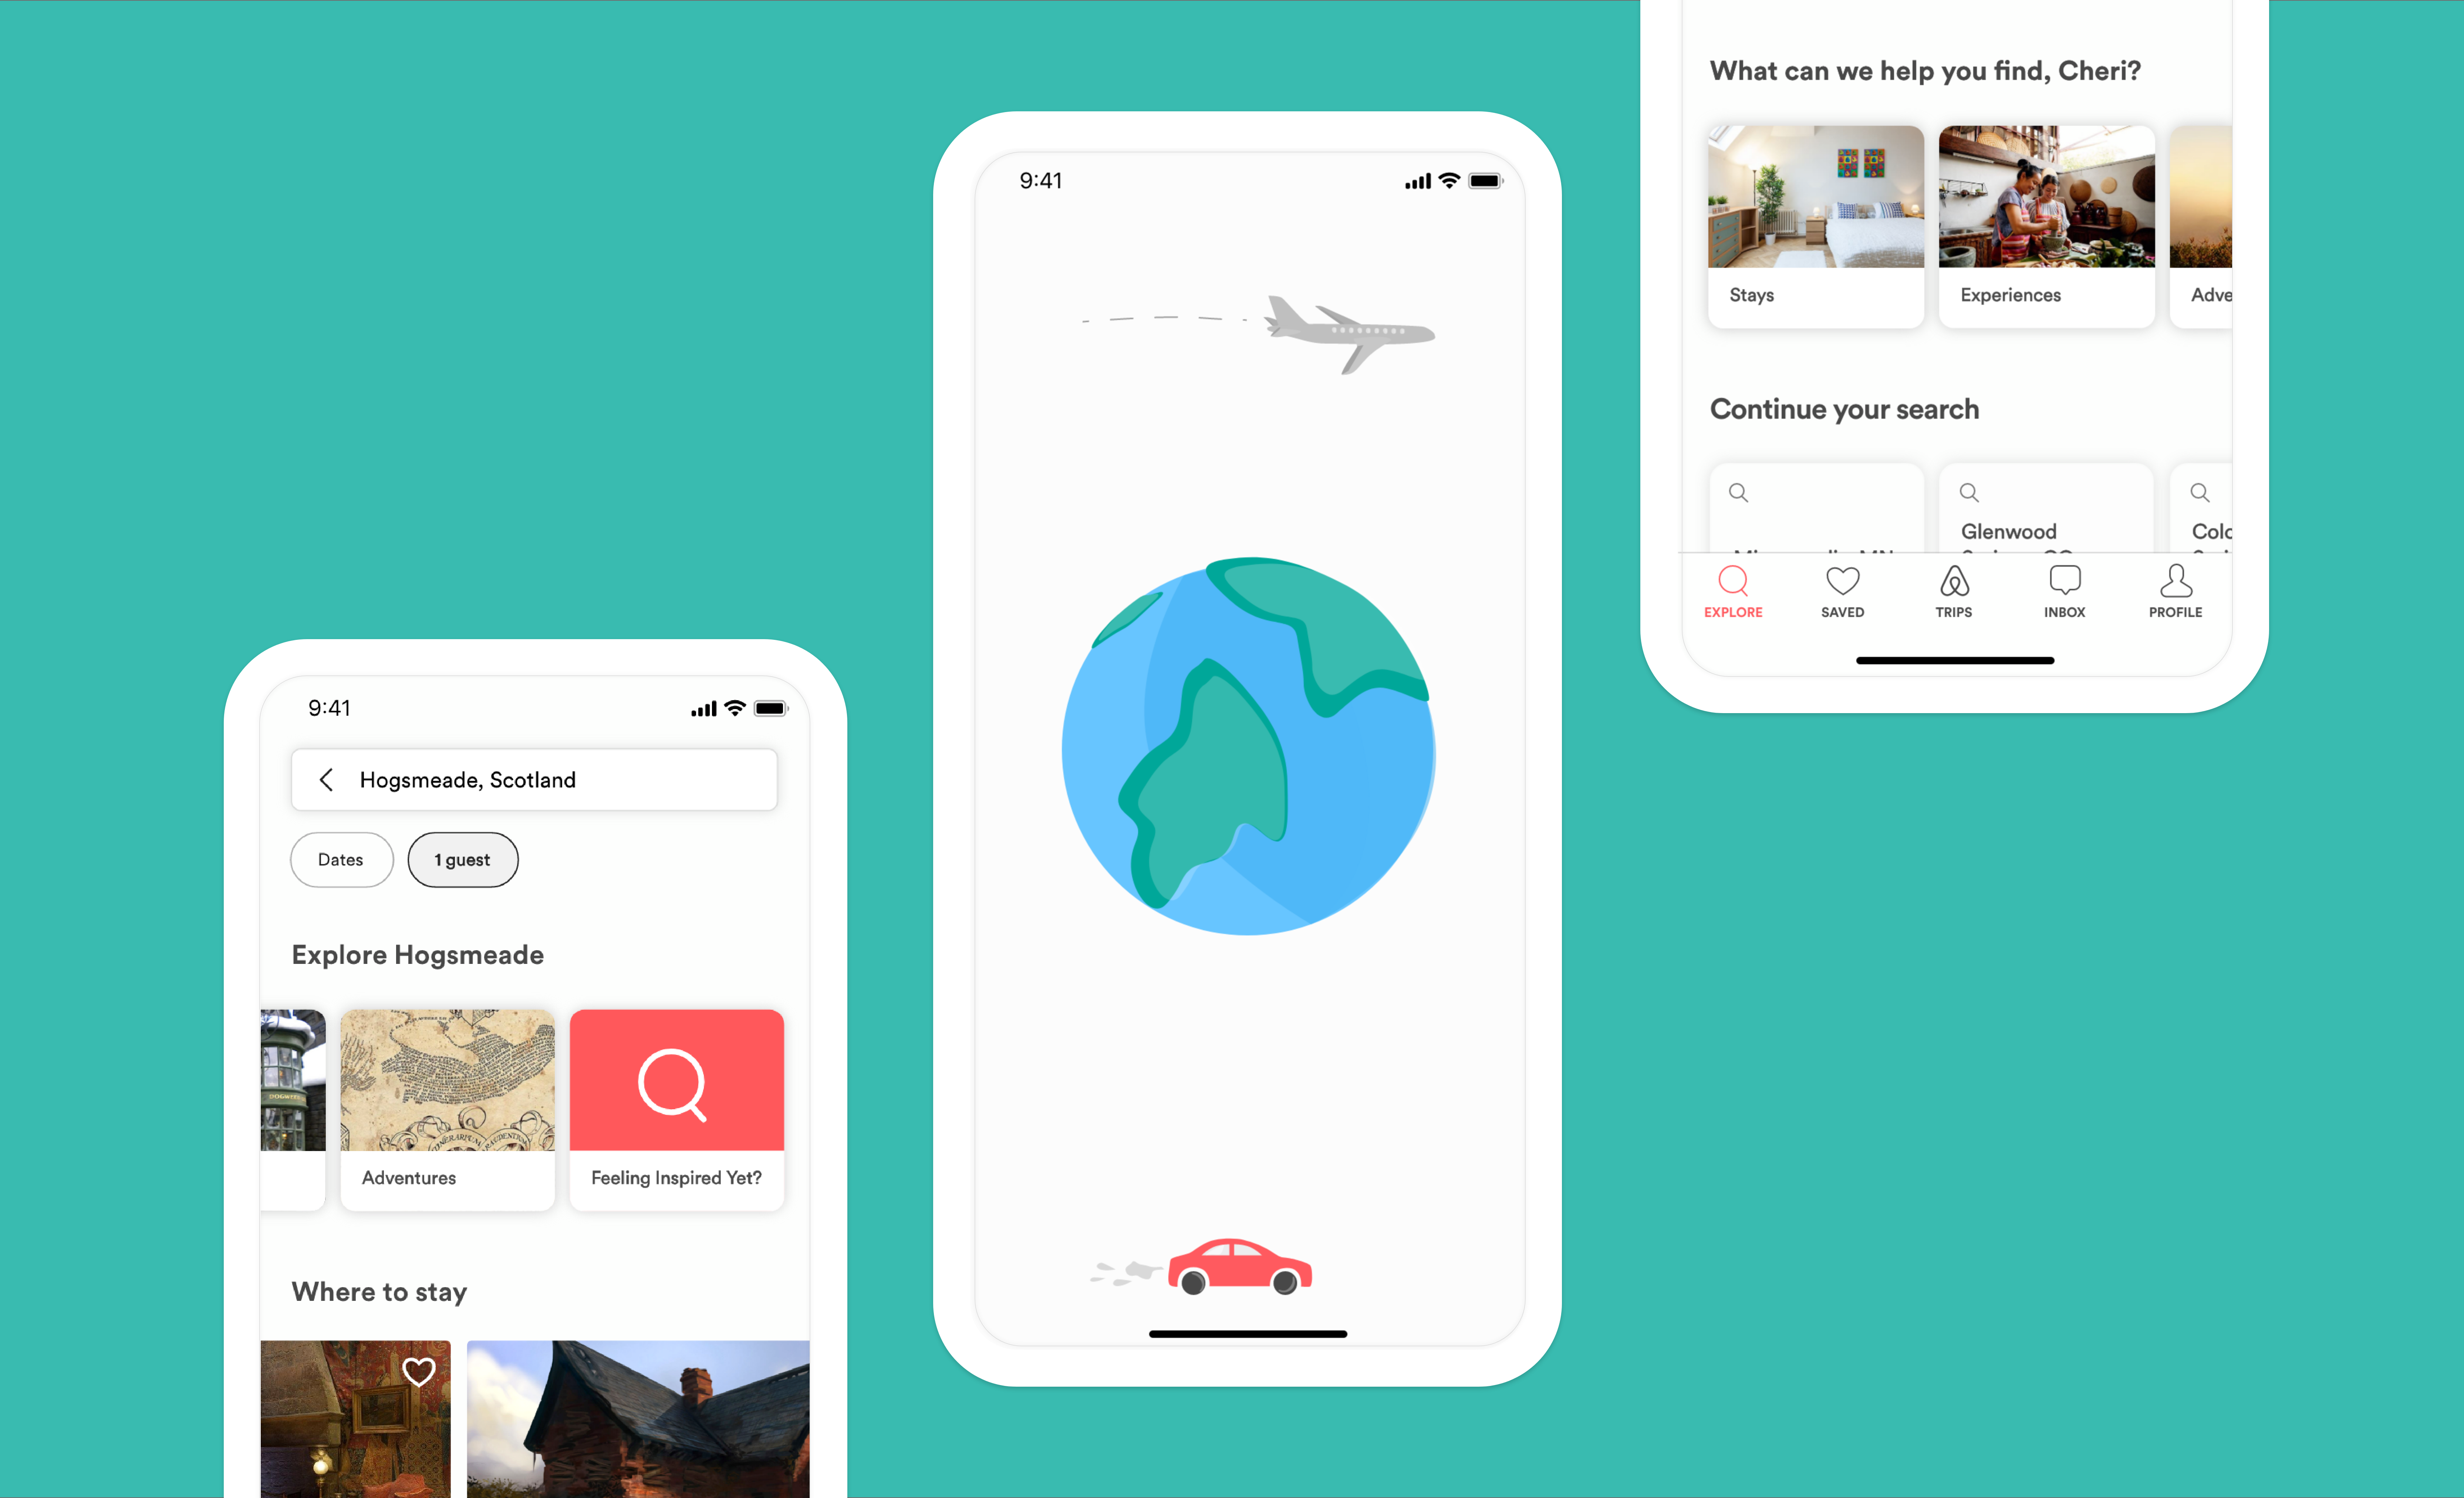 9:41
Hogsmeade, Scotland
Dates
1 guest
Explore Hogsmeade
Adventures
Feeling Inspired Yet?
Where to stay
9:41
What can we help you find, Cheri?
Stays
Experiences
Adve
Continue your search
Glenwood
EXPLORE
SAVED
TRIPS
INBOX
PROFILE